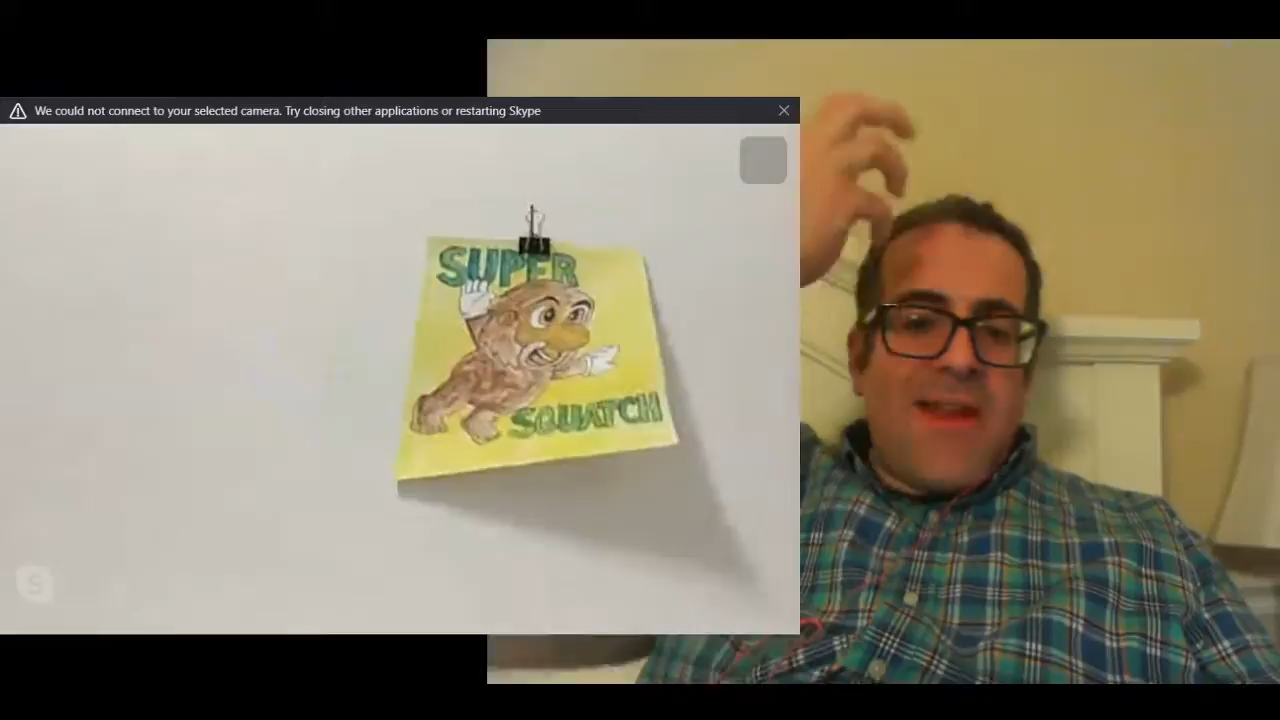 We could not connect to your selected camera. Try closing other applications or restarting Skype
SUPER
SQUATCH